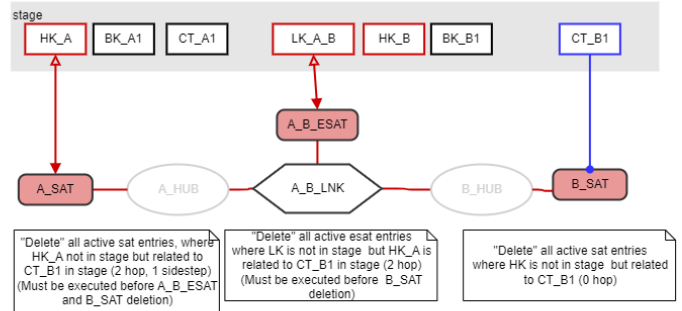 stage
HK_A
BK_A1
CT_A1
LK_A_B
HK_B
BK_B1
CT_B1
A_B_ESAT
A_SAT
A_HUB
A_B_LNK
B_HUB
B_SAT
"Delete" all active sat entries, where
HK_A not in stage but related to
CT_B1 in stage (2 hop, 1 sidestep)
(Must be executed before A_B_ESAT
and B_SAT deletion)
"Delete" all active esat entries
where LK is not in stage but HK_A is
related to CT_B1 in stage (2 hop)
(Must be executed before B_SAT
deletion)
"Delete" all active sat entries
where HK is not in stage but related
to CT_B1 (0 hop)